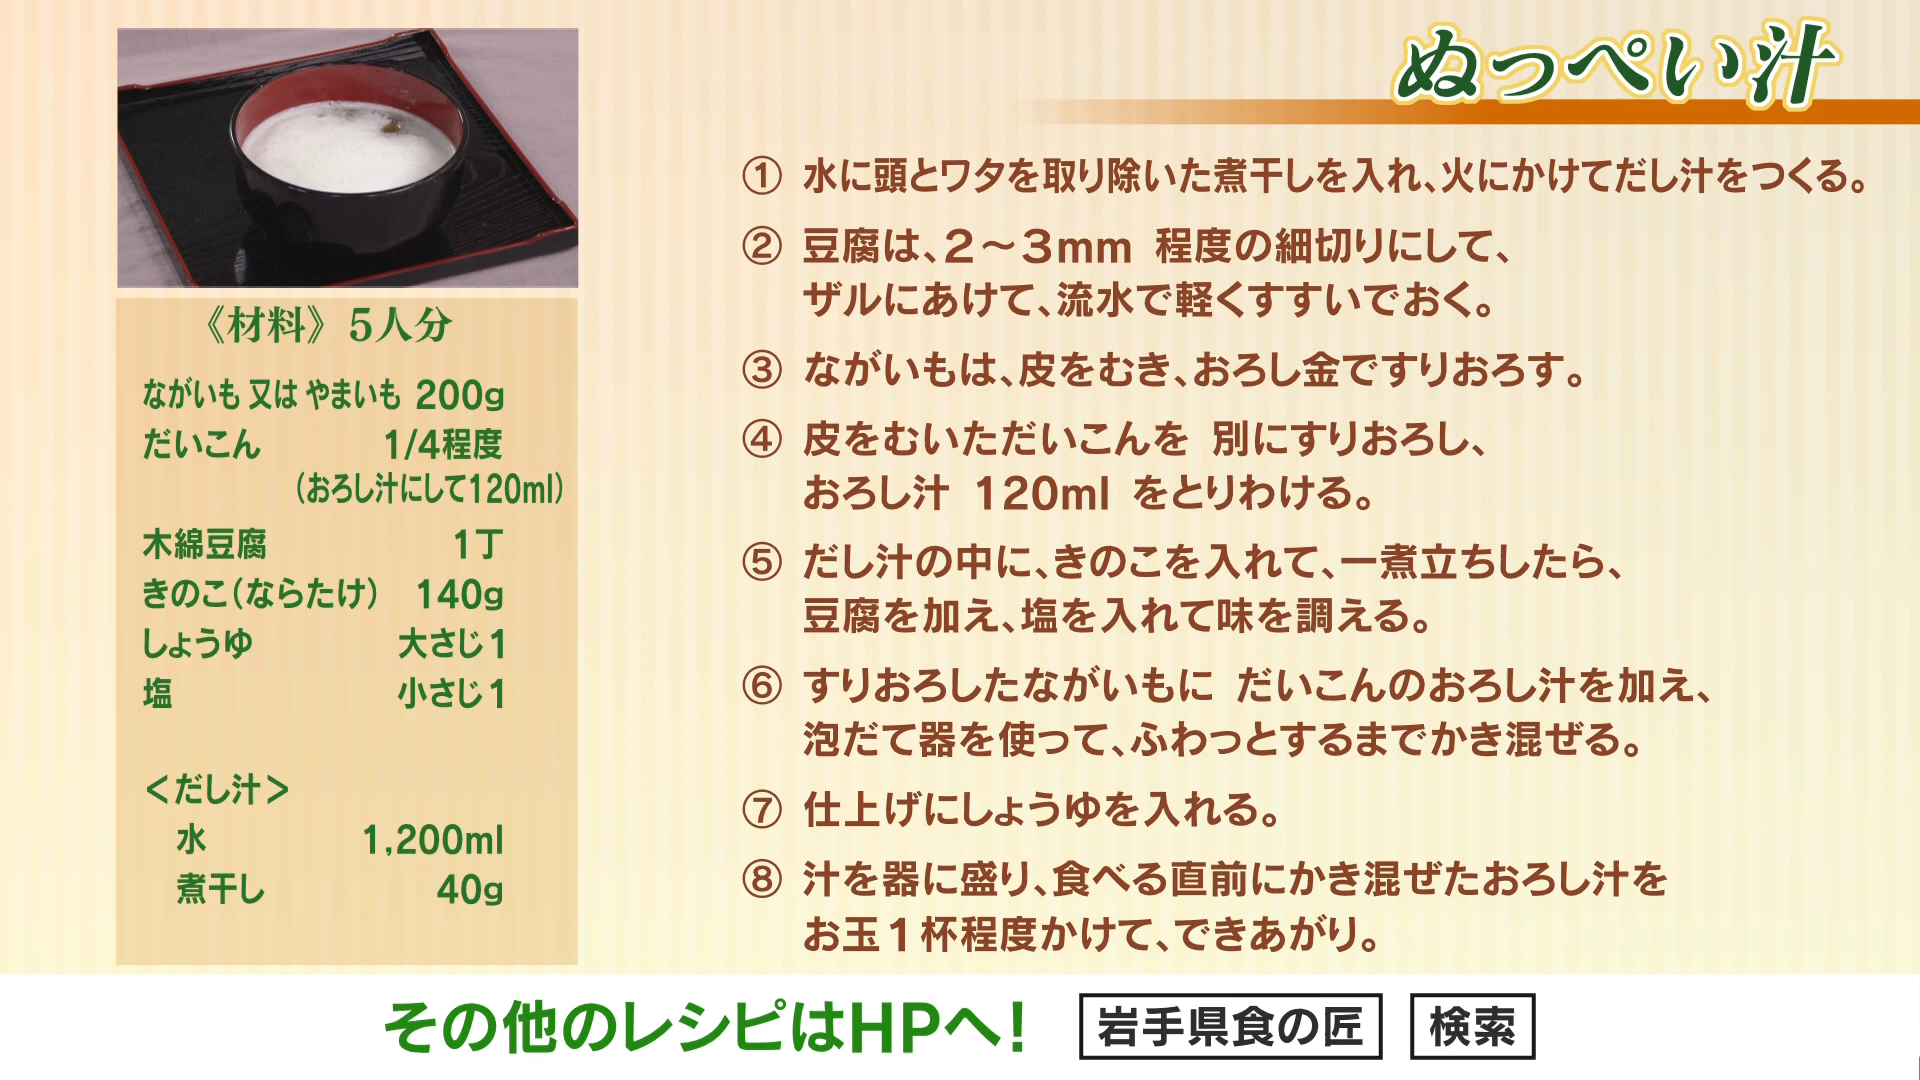 ぬっぺい汁
《材料》5人分
ながいも 又は やまいも 200g
だいこん 1/4程度
（おろし汁にして120ml）
木綿豆腐 1丁
きのこ（ならたけ） 140g
しょうゆ 大さじ1
塩 小さじ1
＜だし汁＞
水 1,200ml
煮干し 40g
① 水に頭とワタを取り除いた煮干しを入れ、火にかけてだし汁をつくる。
② 豆腐は、2～3mm 程度の細切りにして、
ザルにあけて、流水で軽くすすいでおく。
③ ながいもは、皮をむき、おろし金ですりおろす。
④ 皮をむいただいこんを 別にすりおろし、
おろし汁 120ml をとりわける。
⑤ だし汁の中に、きのこを入れて、一煮立ちしたら、
豆腐を加え、塩を入れて味を調える。
⑥ すりおろしたながいもに だいこんのおろし汁を加え、
泡だて器を使って、ふわっとするまでかき混ぜる。
⑦ 仕上げにしょうゆを入れる。
⑧ 汁を器に盛り、食べる直前にかき混ぜたおろし汁を
お玉1杯程度かけて、できあがり。
その他のレシピはHPへ！ 岩手県食の匠 検索